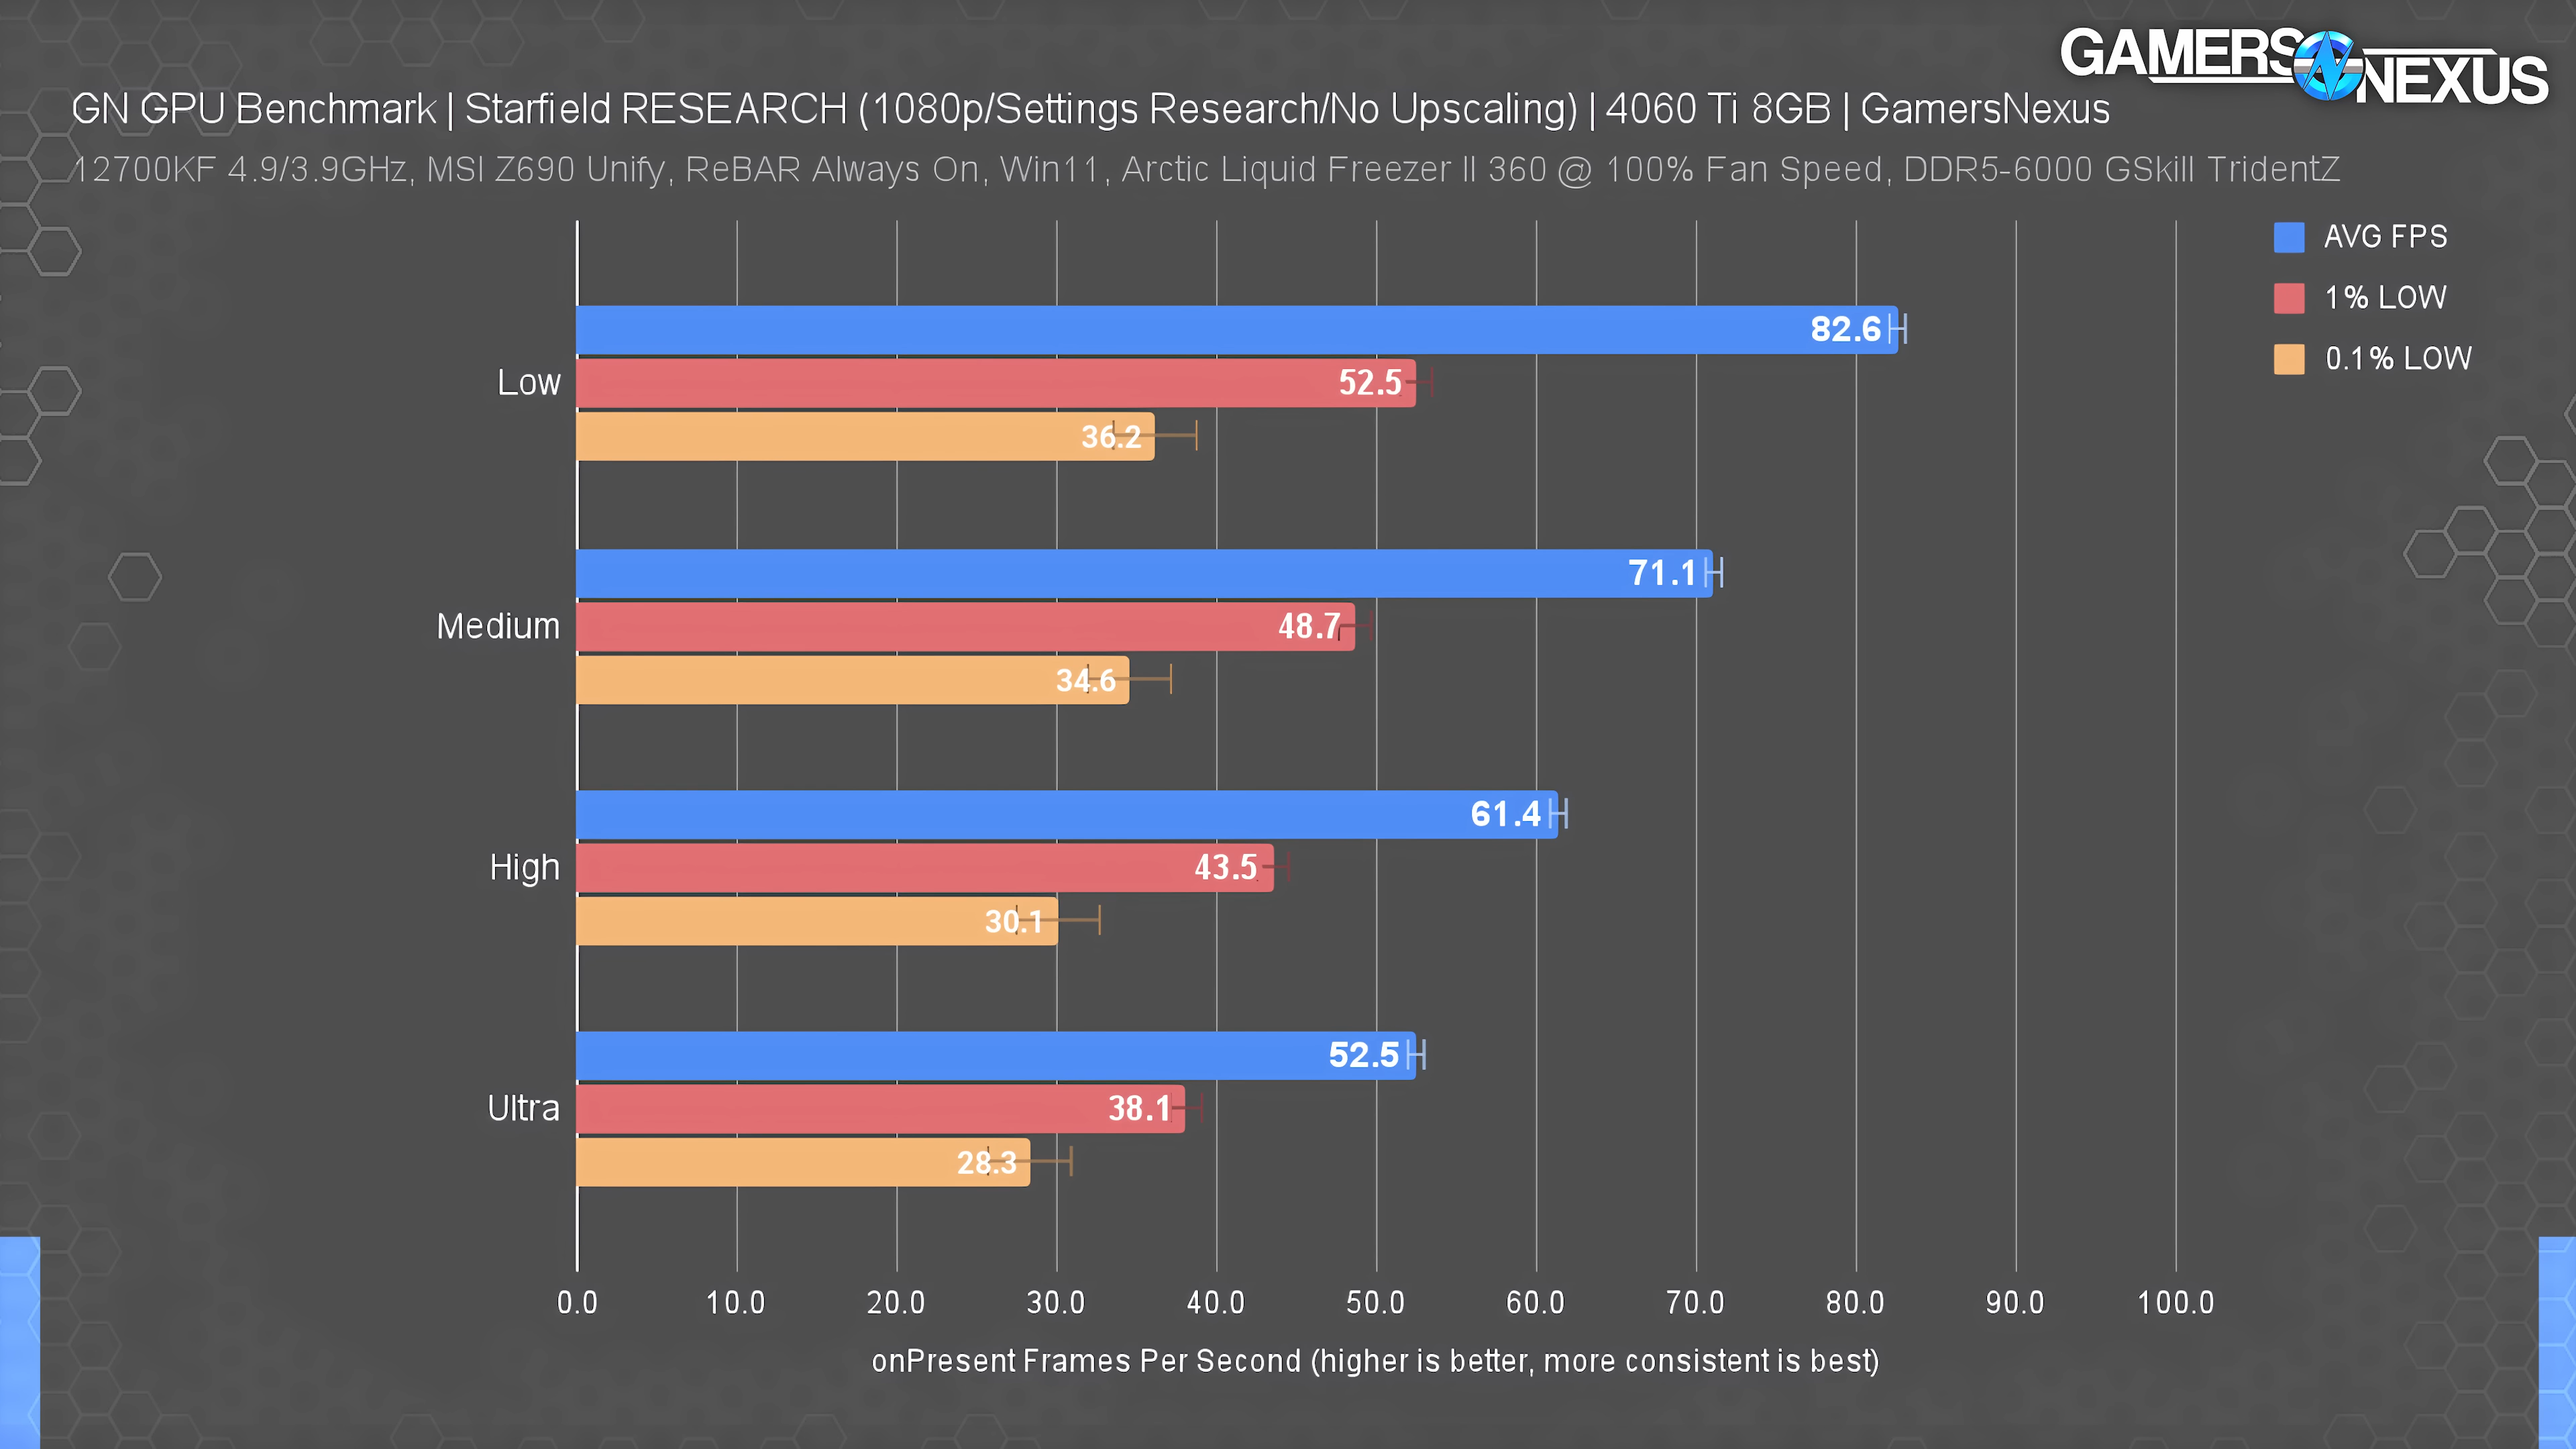 GAMERS NEXUS
GN GPU Benchmark | Starfield RESEARCH (1080p/Settings Research/No Upscaling) | 4060 Ti 8GB | GamersNexus
12700KF 4.9/3.9GHz, MSI Z690 Unify, ReBAR Always On, Win11, Arctic Liquid Freezer II 360 @ 100% Fan Speed, DDR5-6000 GSkill TridentZ
AVG FPS
1% LOW
0.1% LOW
82.6
Low
52.5
36.2
71.1
Medium
48.7
34.6
61.4
High
43.5
30.1
52.5
Ultra
38.1
28.3
0.0 10.0 20.0 30.0 40.0 50.0 60.0 70.0 80.0 90.0 100.0
onPresent Frames Per Second (higher is better, more consistent is best)